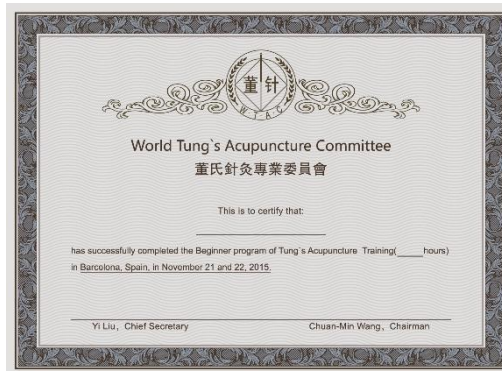 董针
W T A C
World Tung`s Acupuncture Committee
董氏針灸專業委員會
This is to certify that:
has successfully completed the Beginner program of Tung`s Acupuncture Training(_____hours)
in Barcolona, Spain, in Novomber 21 and 22, 2015.
Yi Liu, Chief Secretary
Chuan-Min Wang, Chairman